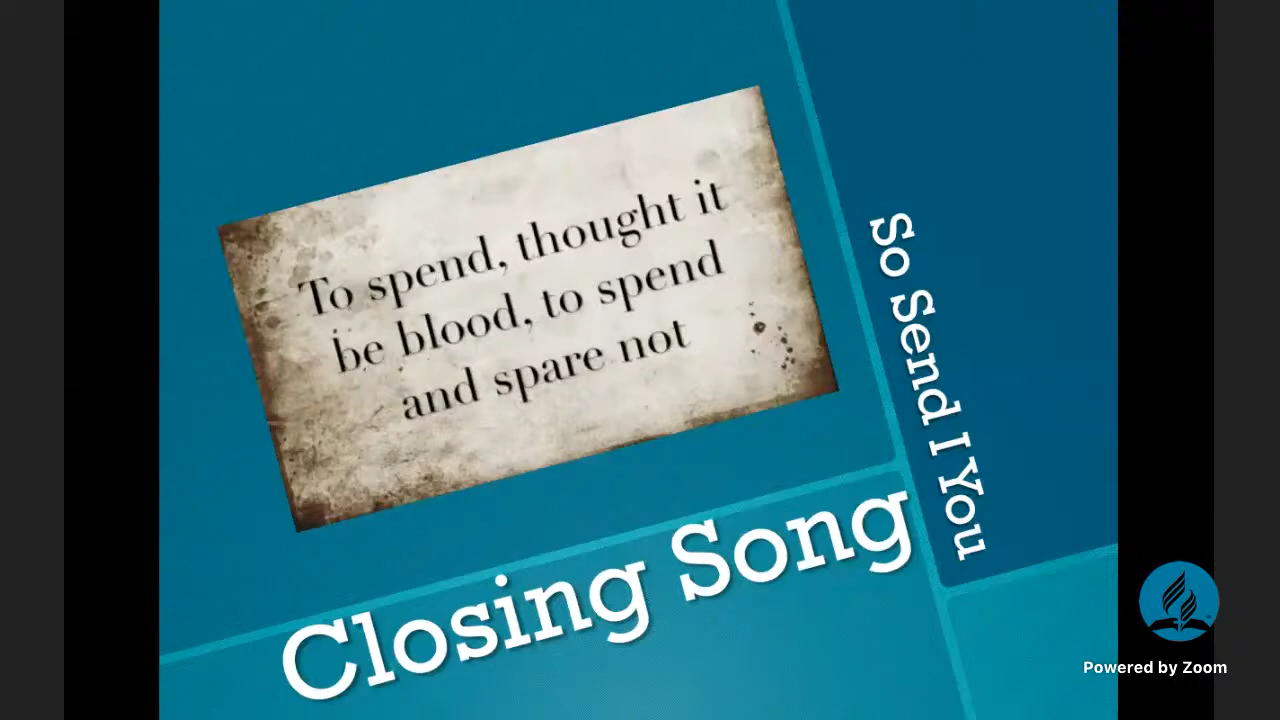 To spend, thought it
be blood, to spend
and spare not
So Send I You
Closing Song
Powered by Zoom